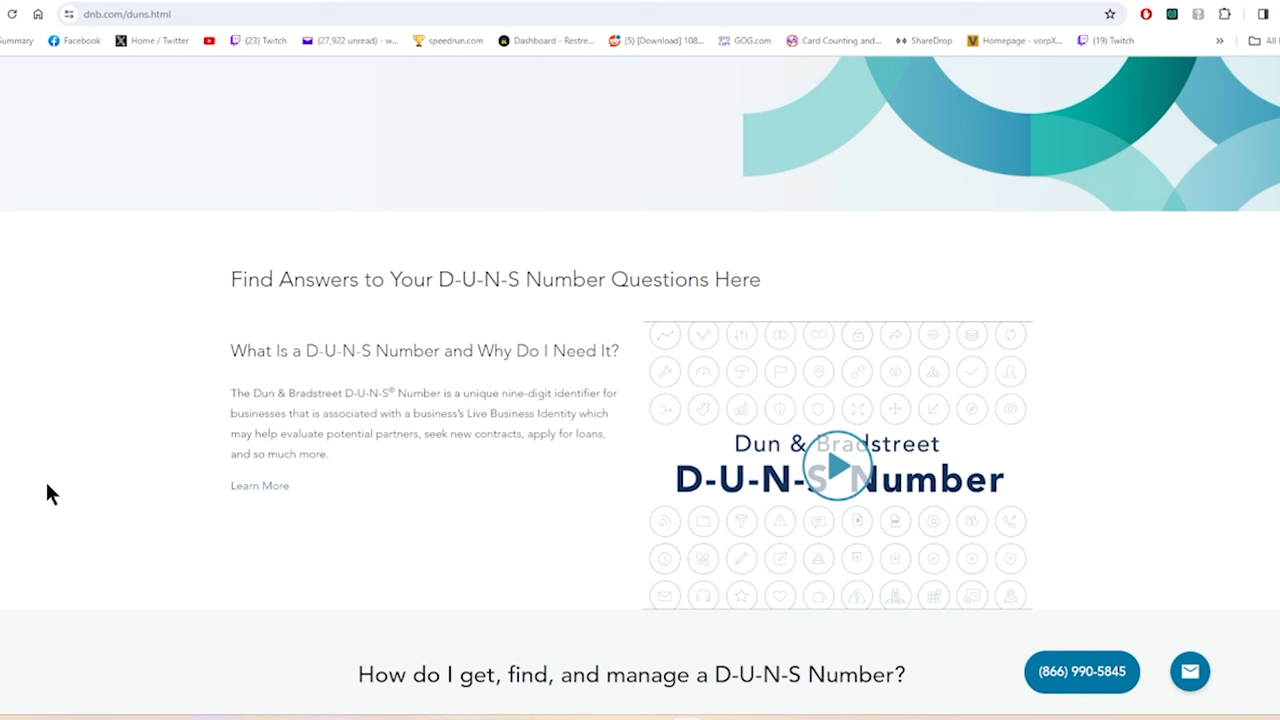 dnb.com/duns.html
Summary Facebook Home / Twitter (23) Twitch (27,922 unread) - w... speedrun.com Dashboard - Restre... (5) [Download] 108... GOG.com Card Counting and... ShareDrop Homepage - vorpX... (19) Twitch » All
Find Answers to Your D-U-N-S Number Questions Here
What Is a D-U-N-S Number and Why Do I Need It?
The Dun & Bradstreet D-U-N-S® Number is a unique nine-digit identifier for
businesses that is associated with a business's Live Business Identity which
may help evaluate potential partners, seek new contracts, apply for loans,
and so much more.
Learn More
Dun & Bradstreet
D-U-N-S Number
How do I get, find, and manage a D-U-N-S Number?
(866) 990-5845